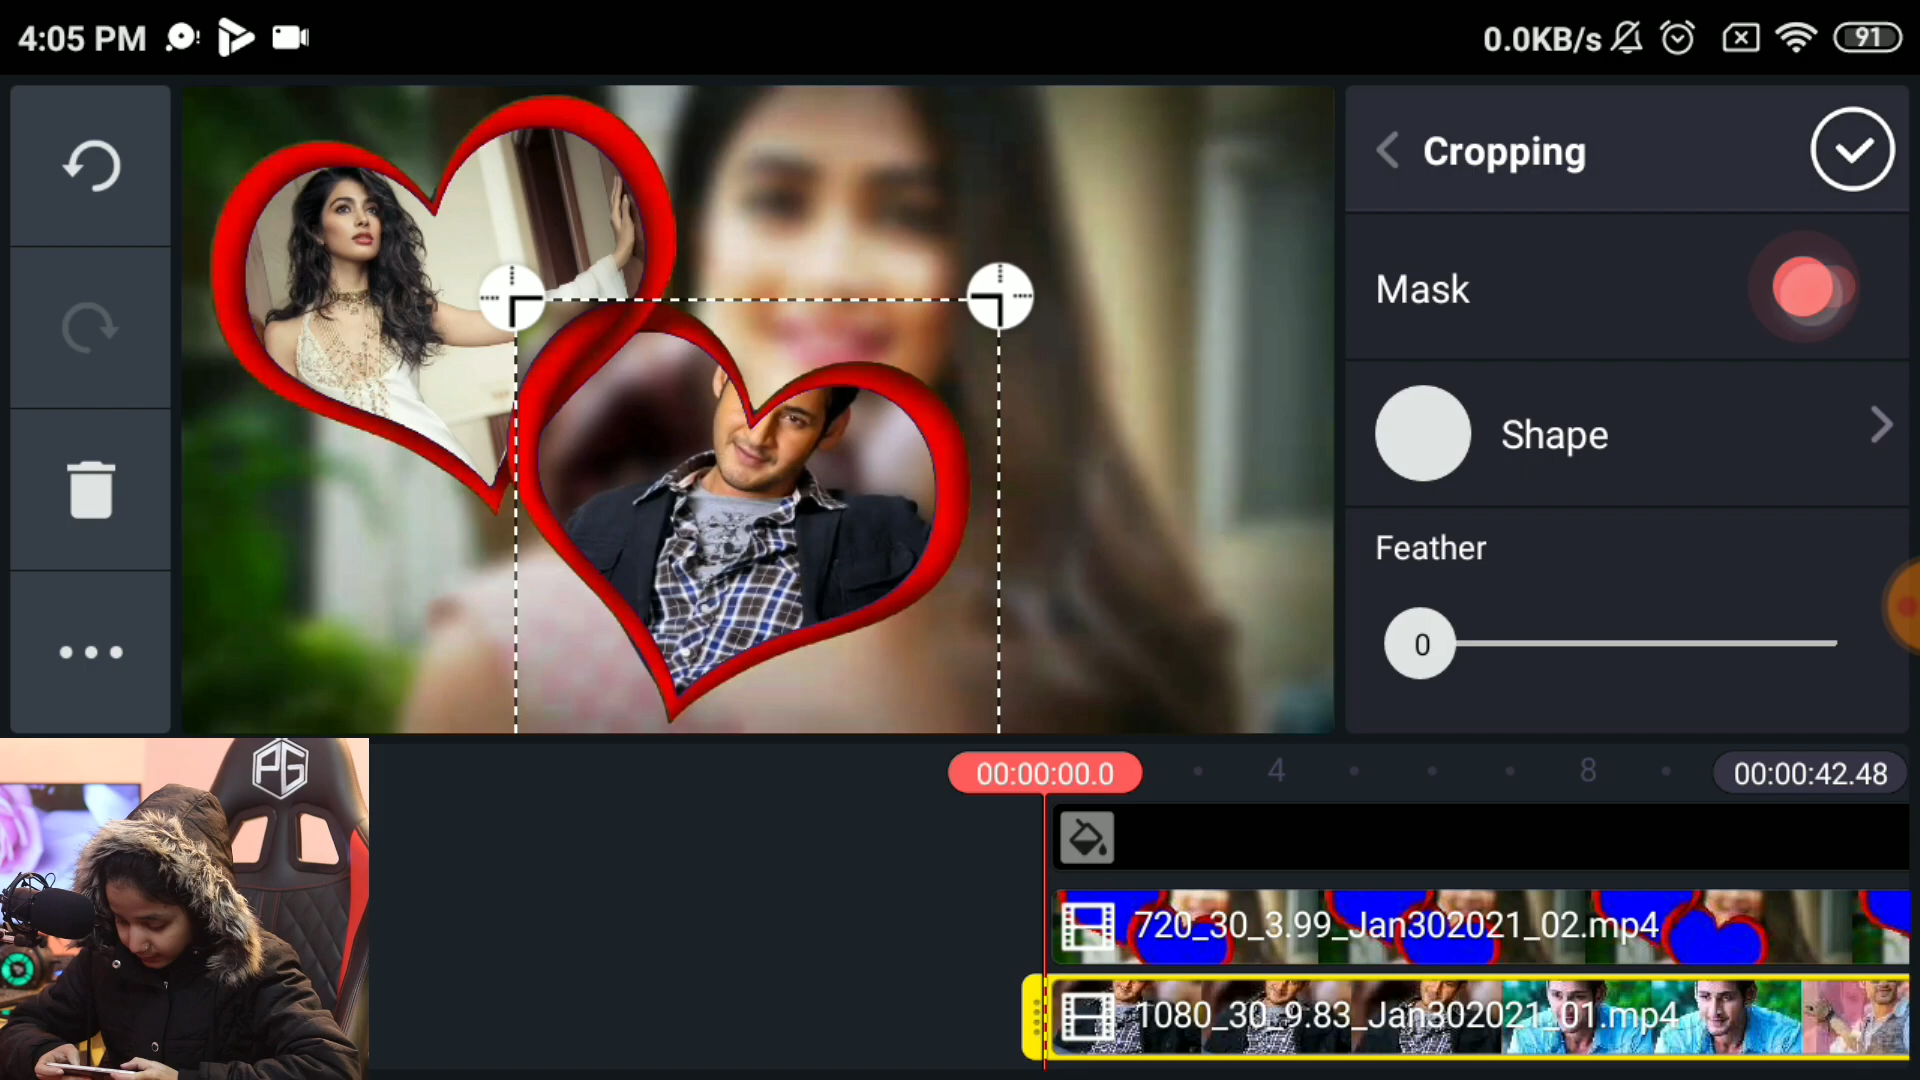 4:05 PM
0.0KB/s
91
Cropping
Mask
Shape
Feather
0
PG
00:00:00.0
4
8
00:00:42.48
720_30_3.99_Jan302021_02.mp4
1080_30_9.83_Jan302021_01.mp4